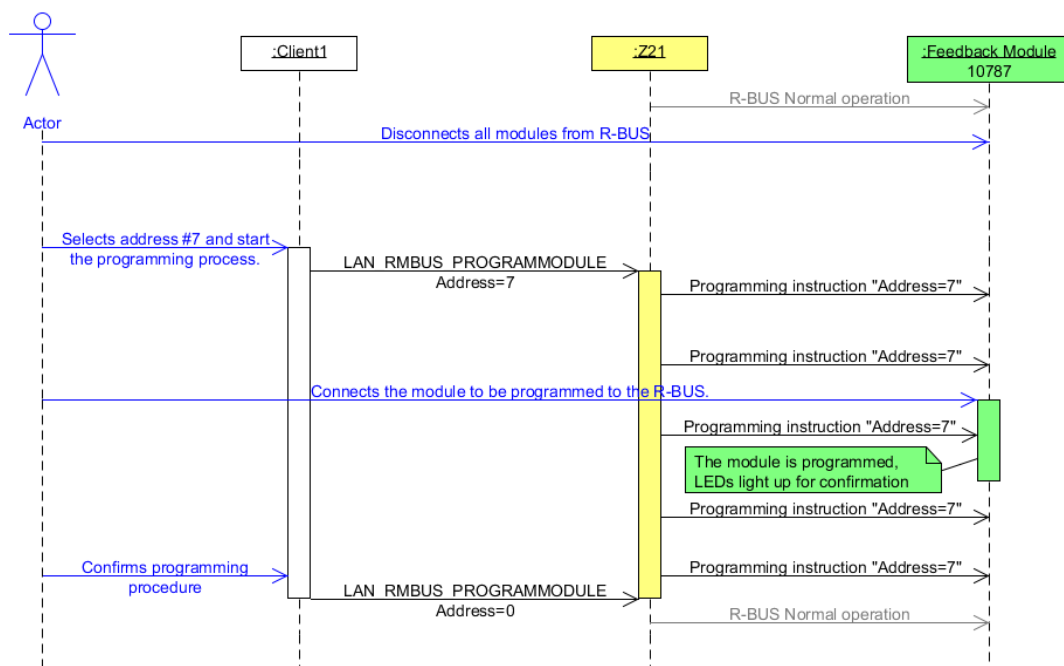 :Client1
:Z21
:Feedback Module
10787
R-BUS Normal operation
Actor
Disconnects all modules from R-BUS
Selects address #7 and start
the programming process.
LAN_RMBUS_PROGRAMMODULE
Address=7
Programming instruction "Address=7"
Programming instruction "Address=7"
Connects the module to be programmed to the R-BUS.
Programming instruction "Address=7"
The module is programmed,
LEDs light up for confirmation
Programming instruction "Address=7"
Confirms programming
procedure
Programming instruction "Address=7"
LAN_RMBUS_PROGRAMMODULE
Address=0
R-BUS Normal operation